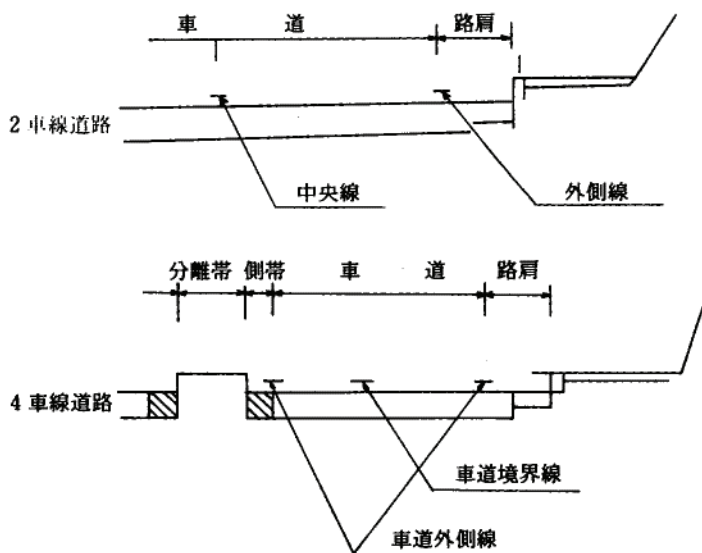 車道 路肩
2車線道路
中央線 外側線
分離帯 側帯 車道 路肩
4車線道路
車道境界線
車道外側線